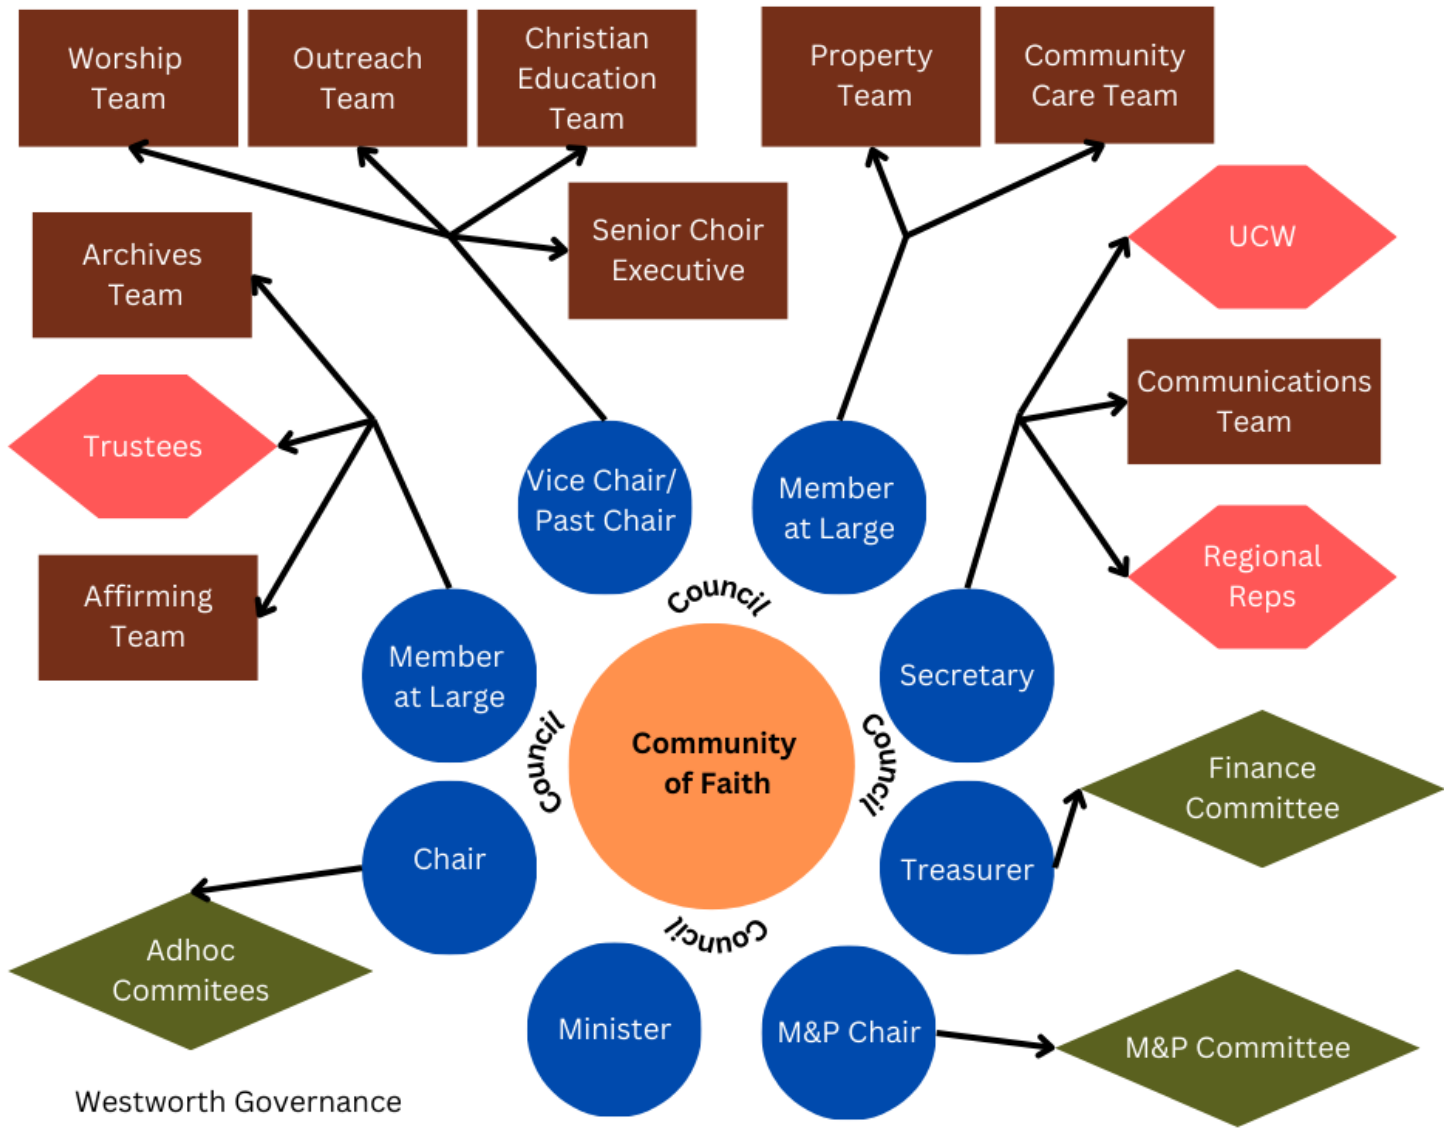 Worship
Team
Outreach
Team
Christian
Education
Team
Property
Team
Community
Care Team
Senior Choir
Executive
UCW
Archives
Team
Communications
Team
Trustees
Vice Chair/
Past Chair
Member
at Large
Regional
Reps
Affirming
Team
Council
Member
at Large
Secretary
Council
Community
of Faith
Council
Finance
Committee
Chair
Treasurer
Council
Adhoc
Commitees
Minister
M&P Chair
M&P Committee
Westworth Governance